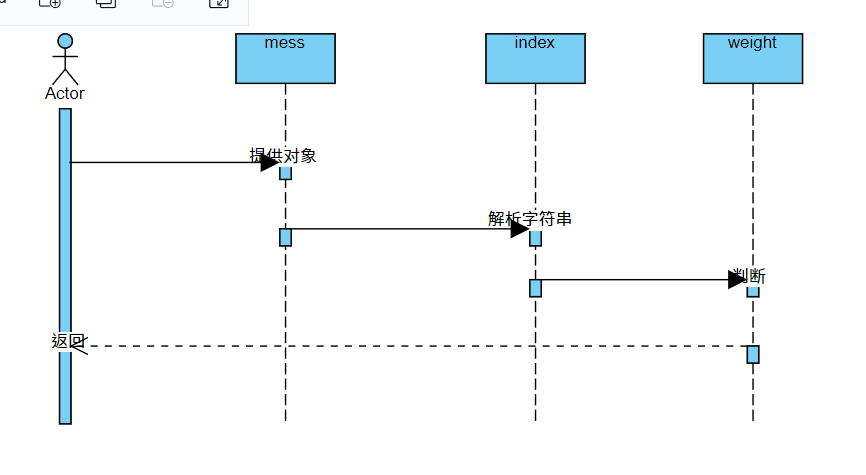 mess
index
weight
Actor
提供对象
解析字符串
判断
返回